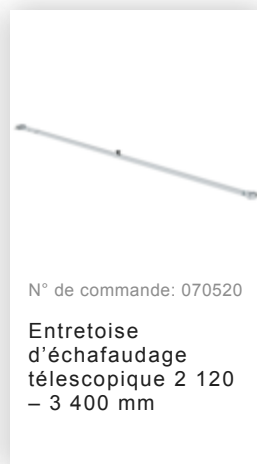 N° de commande: 070520
Entretoise
d’échafaudage
télescopique 2 120
– 3 400 mm